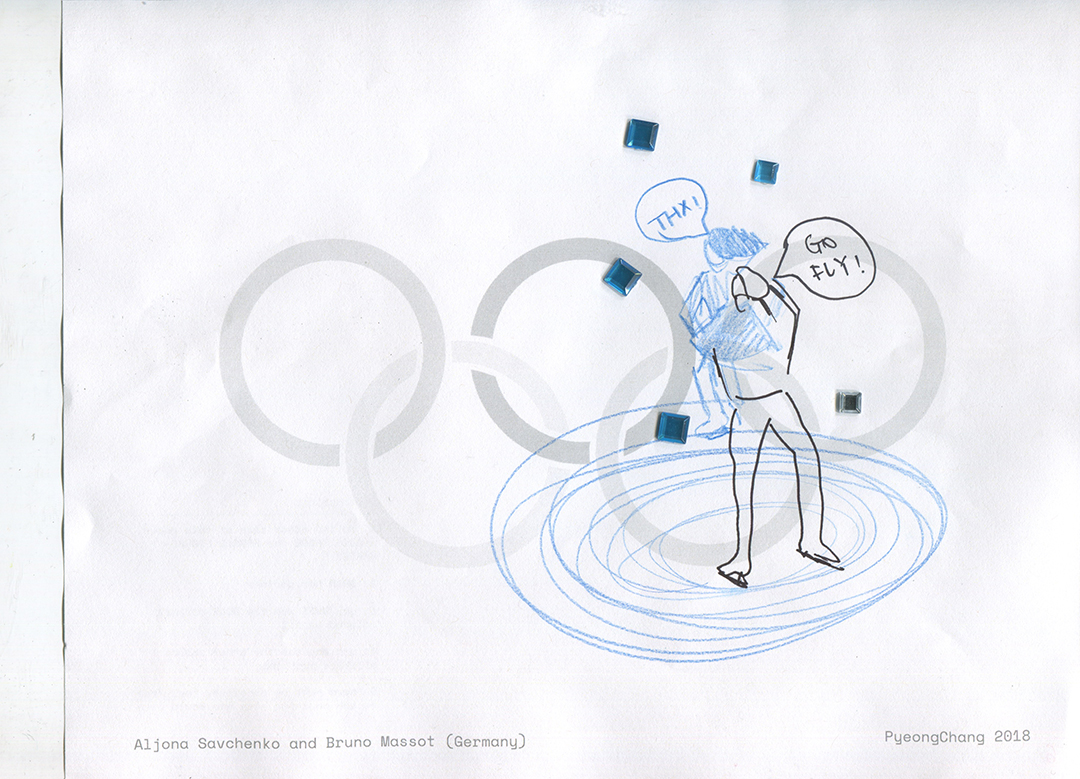 THX!
GO
FLY!
Aljona Savchenko and Bruno Massot (Germany)
PyeongChang 2018